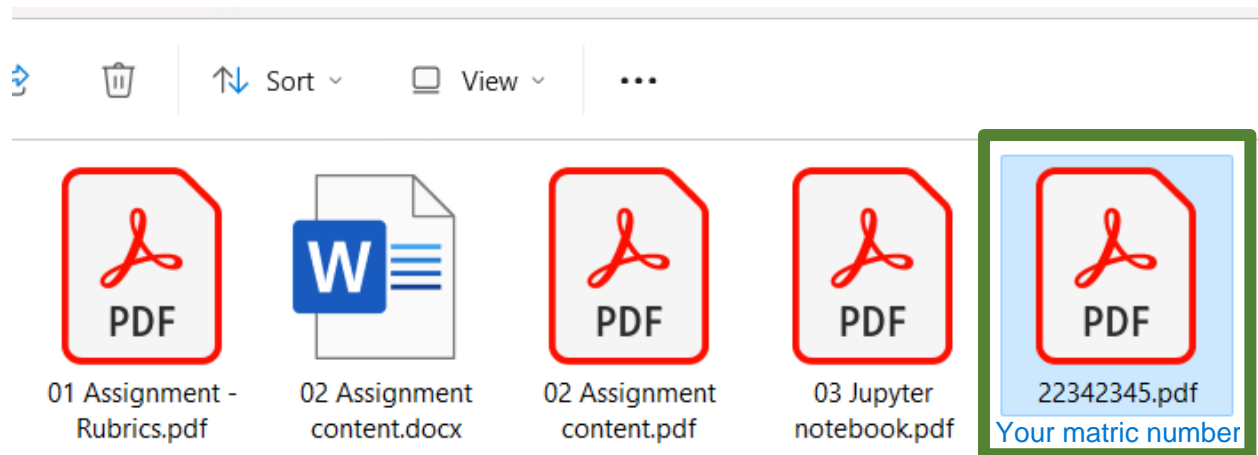 Sort
View
PDF
W
PDF
PDF
PDF
01 Assignment -
Rubrics.pdf
02 Assignment
content.docx
02 Assignment
content.pdf
03 Jupyter
notebook.pdf
22342345.pdf
Your matric number